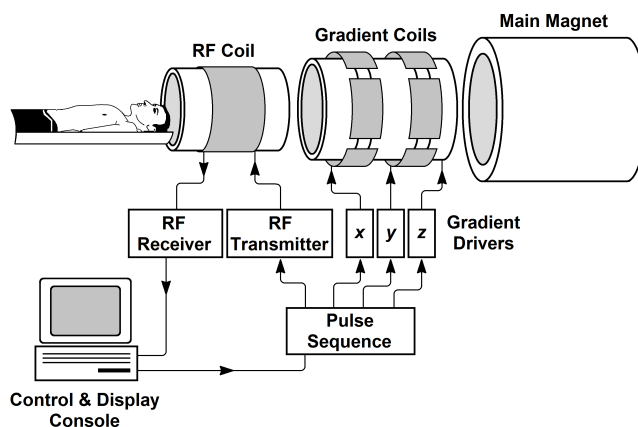 Main Magnet
Gradient Coils
RF Coil
RF
Receiver
RF
Transmitter
x
y
z
Gradient
Drivers
Pulse
Sequence
Control & Display
Console